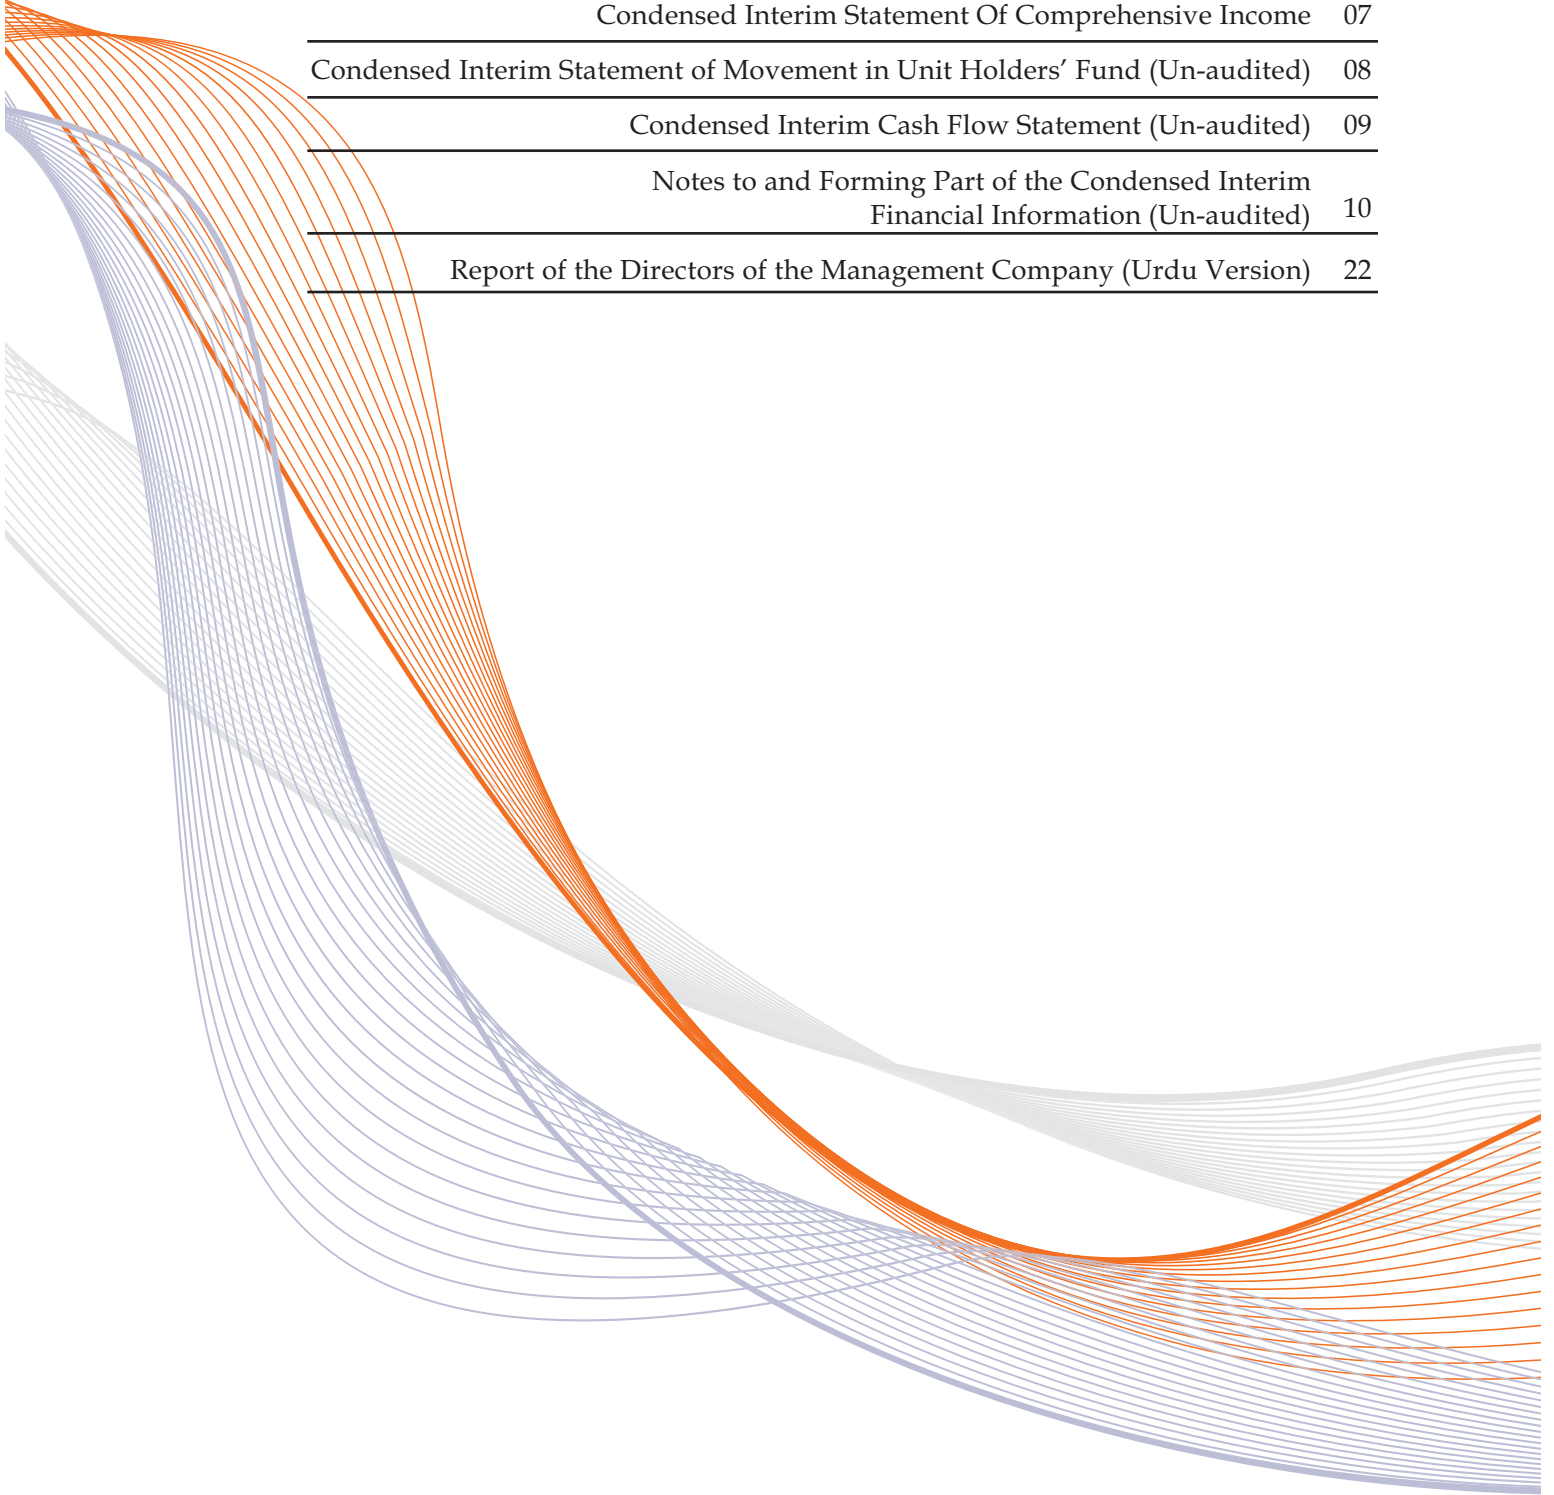 Condensed Interim Statement Of Comprehensive Income 07
Condensed Interim Statement of Movement in Unit Holders’ Fund (Un-audited) 08
Condensed Interim Cash Flow Statement (Un-audited) 09
Notes to and Forming Part of the Condensed Interim
Financial Information (Un-audited) 10
Report of the Directors of the Management Company (Urdu Version) 22